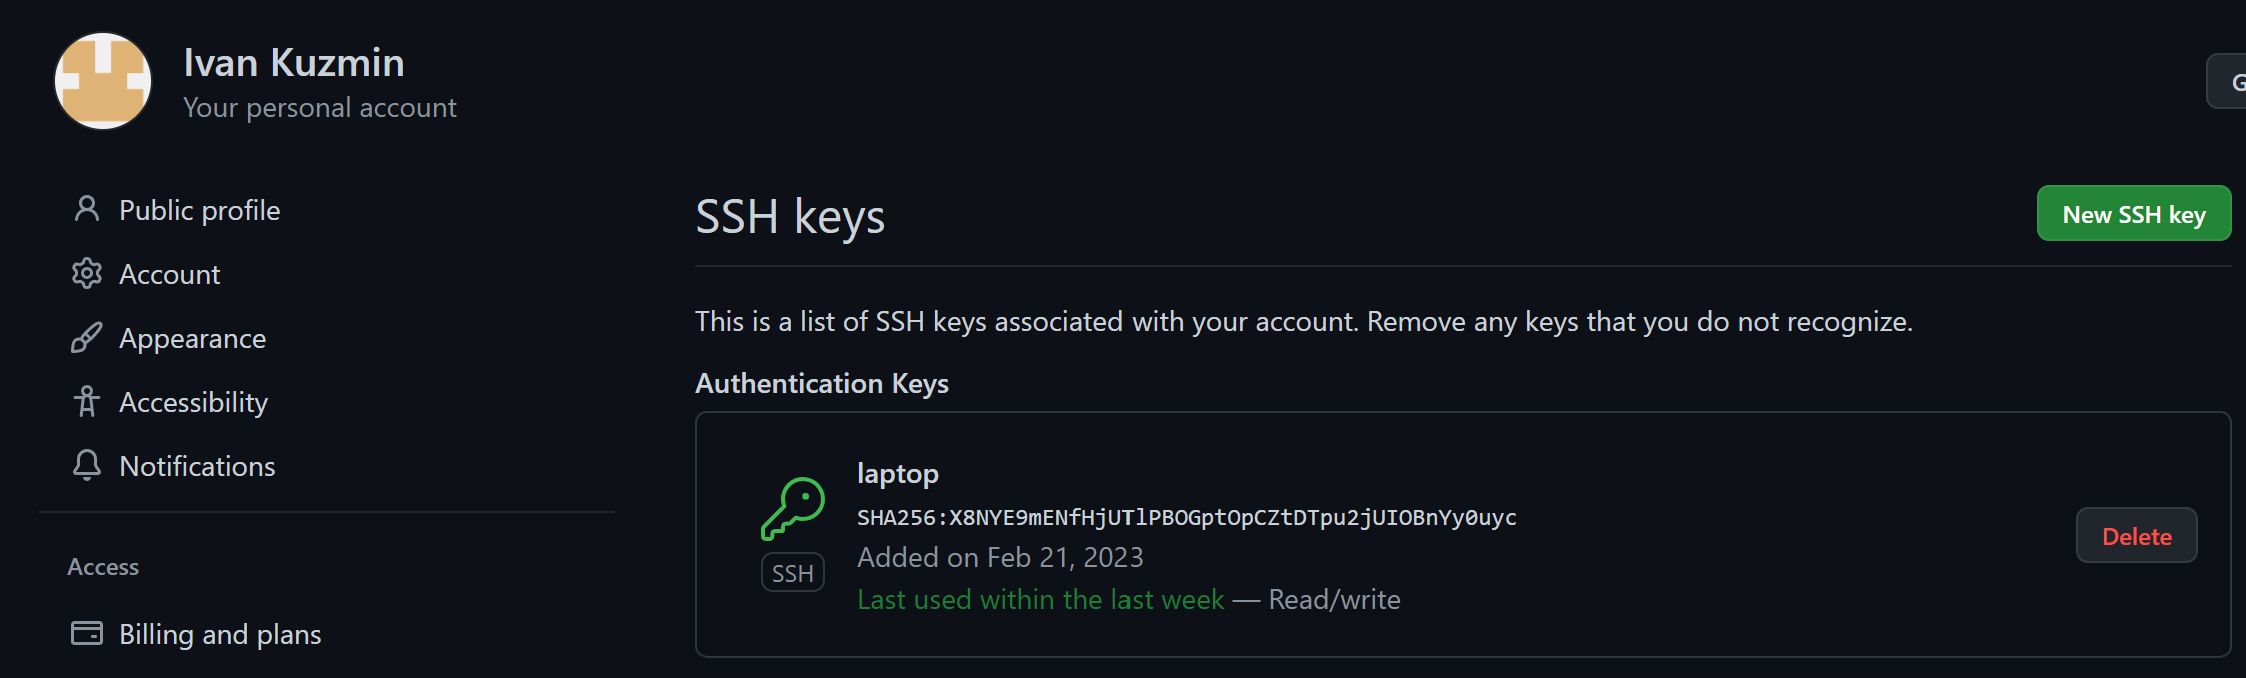 Ivan Kuzmin
Your personal account
G
Public profile
Account
Appearance
Accessibility
Notifications
Access
Billing and plans
SSH keys
New SSH key
This is a list of SSH keys associated with your account. Remove any keys that you do not recognize.
Authentication Keys
laptop
SHA256:X8NYE9mENfHjUTlPBOGptOpCZtDTpu2jUIOBnYy0uyc
Added on Feb 21, 2023
Last used within the last week — Read/write
SSH
Delete